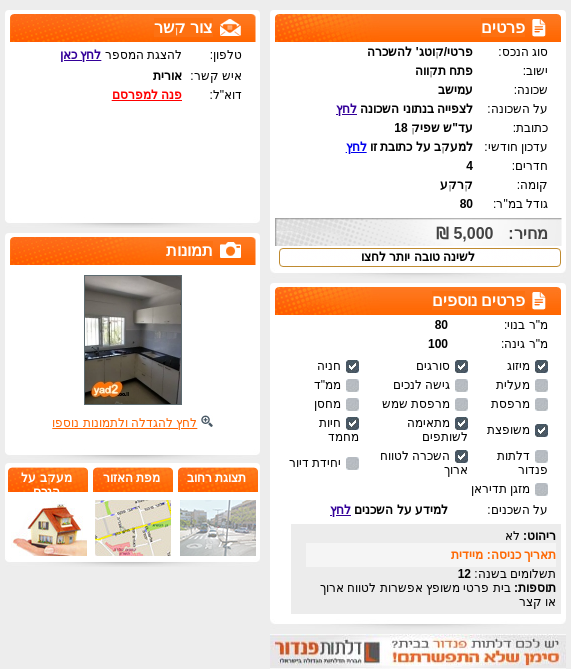 פרטים
סוג הנכס: פרטי/קוטג' להשכרה
ישוב: פתח תקווה
שכונה: עמישב
על השכונה: לצפייה בנתוני השכונה לחץ
כתובת: עד"ש שפיק 18
עדכון חודשי: למעקב על כתובת זו לחץ
חדרים: 4
קומה: קרקע
גודל במ"ר: 80
מחיר: 5,000 ₪
לשינה טובה יותר לחצו
פרטים נוספים
מ"ר בנוי: 80
מ"ר גינה: 100
מיזוג סורגים חניה
מעלית גישה לנכים ממ"ד
מרפסת מרפסת שמש מחסן
משופצת מתאימה לשותפים חיות מחמד
דלתות פנדור השכרה לטווח ארוך יחידת דיור
מזגן תדיראן
על השכנים: למידע על השכנים לחץ
ריהוט: לא
תאריך כניסה: מיידית
תשלומים בשנה: 12
תוספות: בית פרטי משופץ אפשרות לטווח ארוך
או קצר
יש לכם דלתות פנדור בבית?
סימן שלא התפשרתם!
דלתות פנדור
חברת הדלתות הגדולה בישראל
צור קשר
טלפון: להצגת המספר לחץ כאן
איש קשר: אורית
דוא"ל: פנה למפרסם
תמונות
yad2
לחץ להגדלה ולתמונות נוספו
תצוגת רחוב
מפת האזור
מעקב על
הנכס